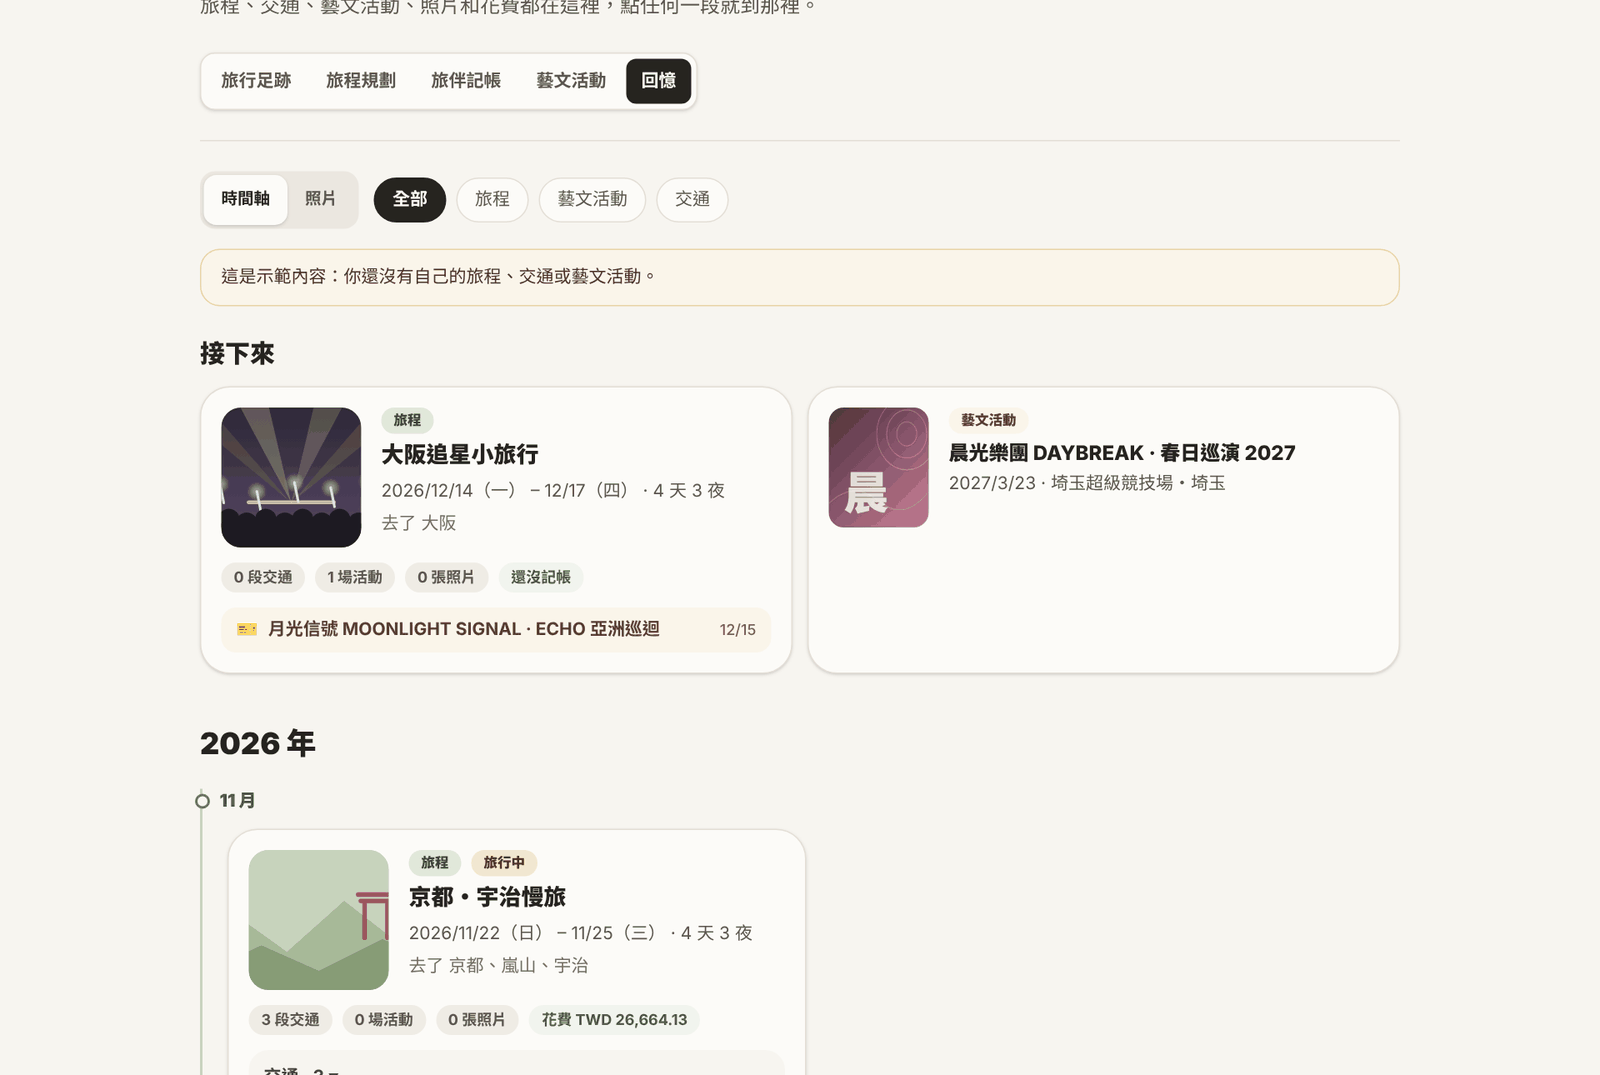 旅程、交通、藝文活動、照片和花費都在這裡，點任何一段就到那裡。
旅行足跡 旅程規劃 旅伴記帳 藝文活動 回憶
時間軸 照片 全部 旅程 藝文活動 交通
這是示範內容：你還沒有自己的旅程、交通或藝文活動。
接下來
旅程
大阪追星小旅行
2026/12/14（一） – 12/17（四） · 4 天 3 夜
去了 大阪
0 段交通 1 場活動 0 張照片 還沒記帳
🎫 月光信號 MOONLIGHT SIGNAL · ECHO 亞洲巡迴 12/15
晨
藝文活動
晨光樂團 DAYBREAK · 春日巡演 2027
2027/3/23 · 埼玉超級競技場・埼玉
2026 年
11 月
旅程 旅行中
京都・宇治慢旅
2026/11/22（日） – 11/25（三） · 4 天 3 夜
去了 京都、嵐山、宇治
3 段交通 0 場活動 0 張照片 花費 TWD 26,664.13